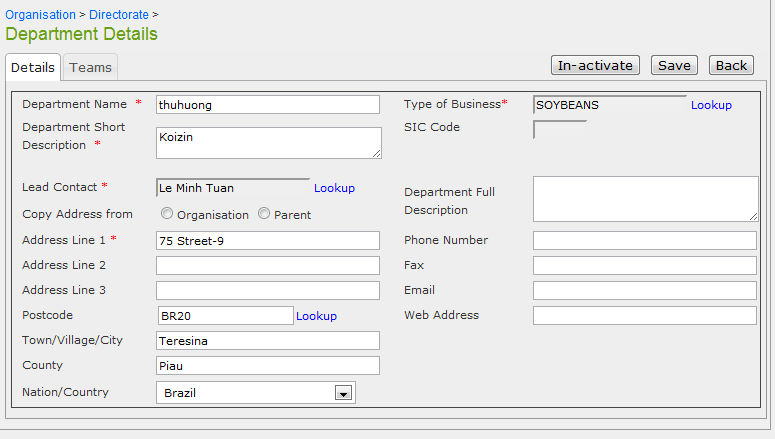 Organisation > Directorate >
Department Details
Details Teams In-activate Save Back
Department Name * thuhuong Type of Business* SOYBEANS Lookup
Department Short Description * Koizin SIC Code
Lead Contact * Le Minh Tuan Lookup Department Full Description
Copy Address from Organisation Parent
Address Line 1 * 75 Street-9 Phone Number
Address Line 2 Fax
Address Line 3 Email
Postcode BR20 Lookup Web Address
Town/Village/City Teresina
County Piau
Nation/Country Brazil